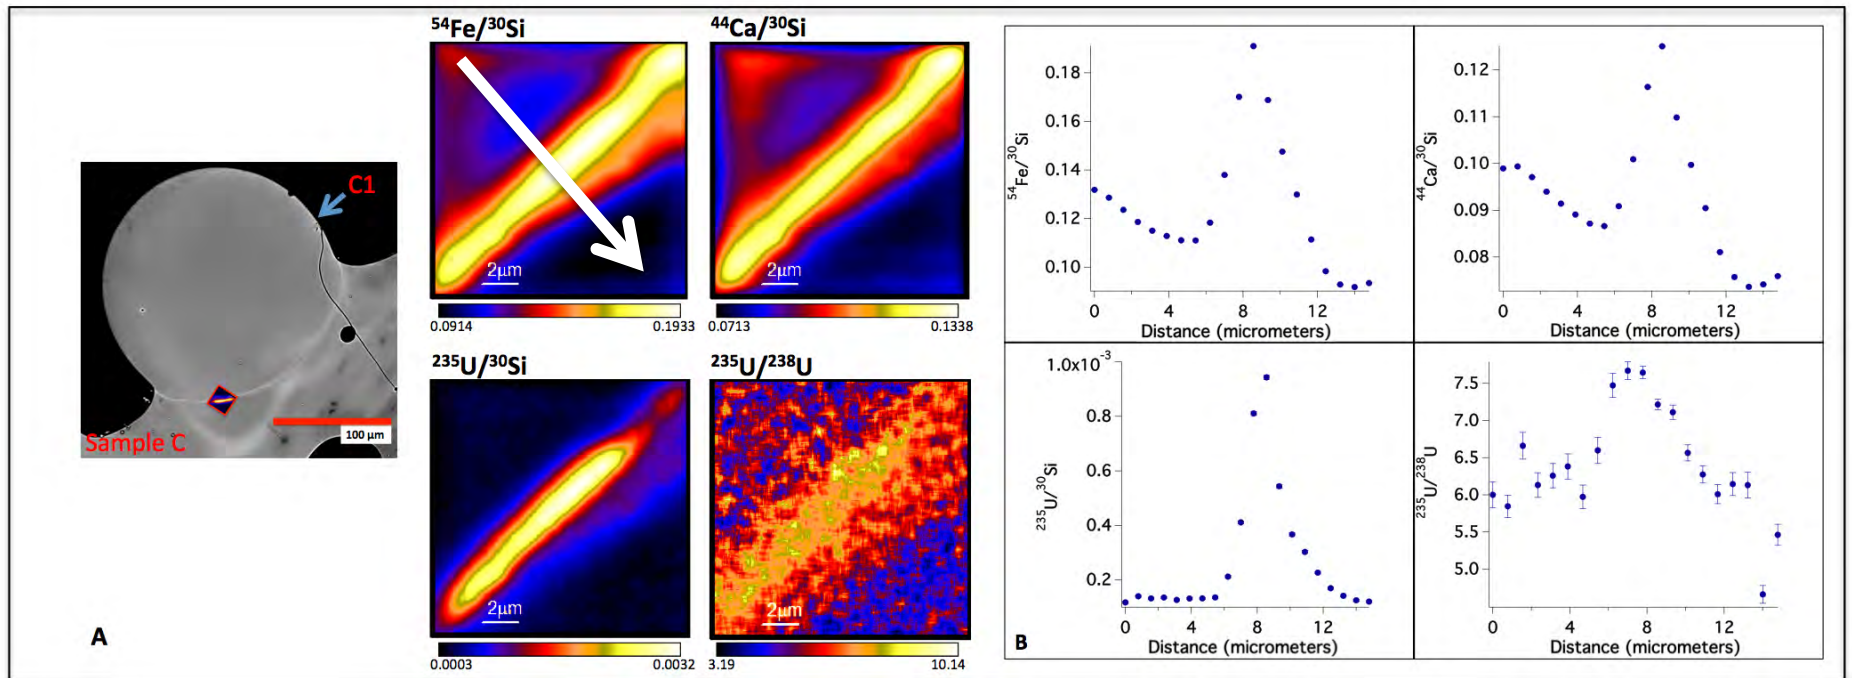 C1
Sample C
100 µm
A
⁵⁴Fe/³⁰Si
2µm
0.0914 0.1933
⁴⁴Ca/³⁰Si
2µm
0.0713 0.1338
²³⁵U/³⁰Si
2µm
0.0003 0.0032
²³⁵U/²³⁸U
2µm
3.19 10.14
⁵⁴Fe/³⁰Si
0.18
0.16
0.14
0.12
0.10
0 4 8 12
Distance (micrometers)
⁴⁴Ca/³⁰Si
0.12
0.11
0.10
0.09
0.08
0 4 8 12
Distance (micrometers)
²³⁵U/³⁰Si
1.0x10⁻³
0.8
0.6
0.4
0.2
0 4 8 12
Distance (micrometers)
²³⁵U/²³⁸U
7.5
7.0
6.5
6.0
5.5
5.0
0 4 8 12
Distance (micrometers)
B